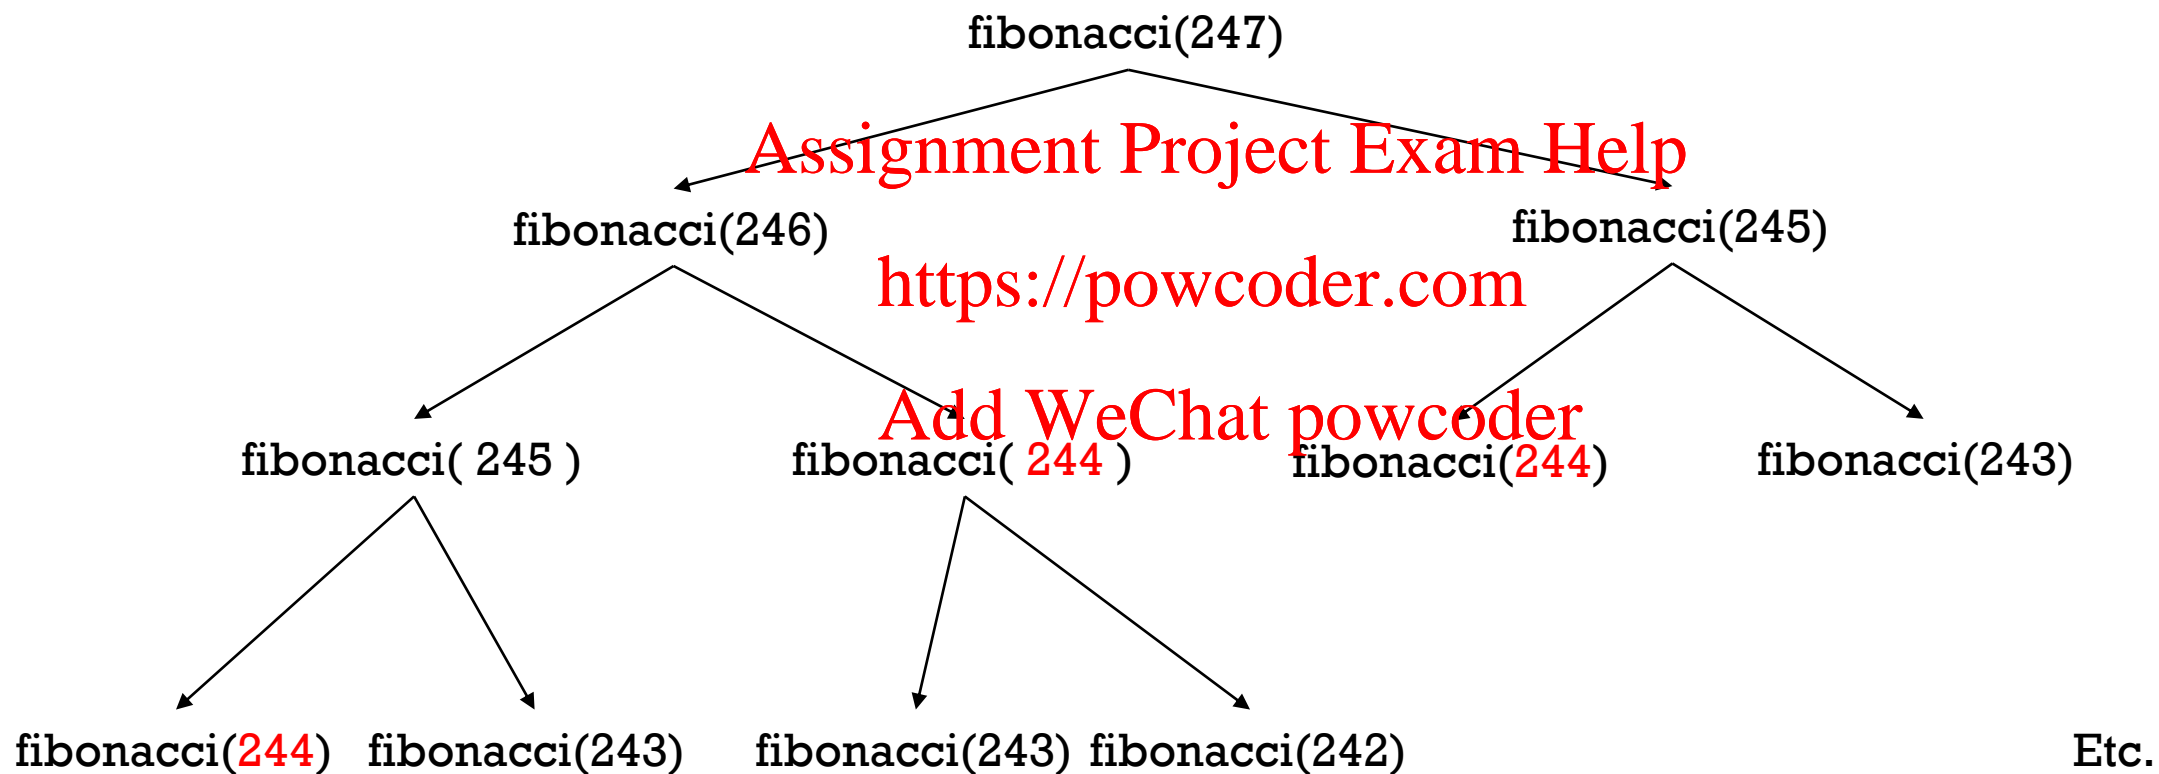 fibonacci(247)
Assignment Project Exam Help
fibonacci(246)
fibonacci(245)
https://powcoder.com
Add WeChat powcoder
fibonacci( 245 )
fibonacci( 244 )
fibonacci(244)
fibonacci(243)
fibonacci(244)
fibonacci(243)
fibonacci(243)
fibonacci(242)
Etc.